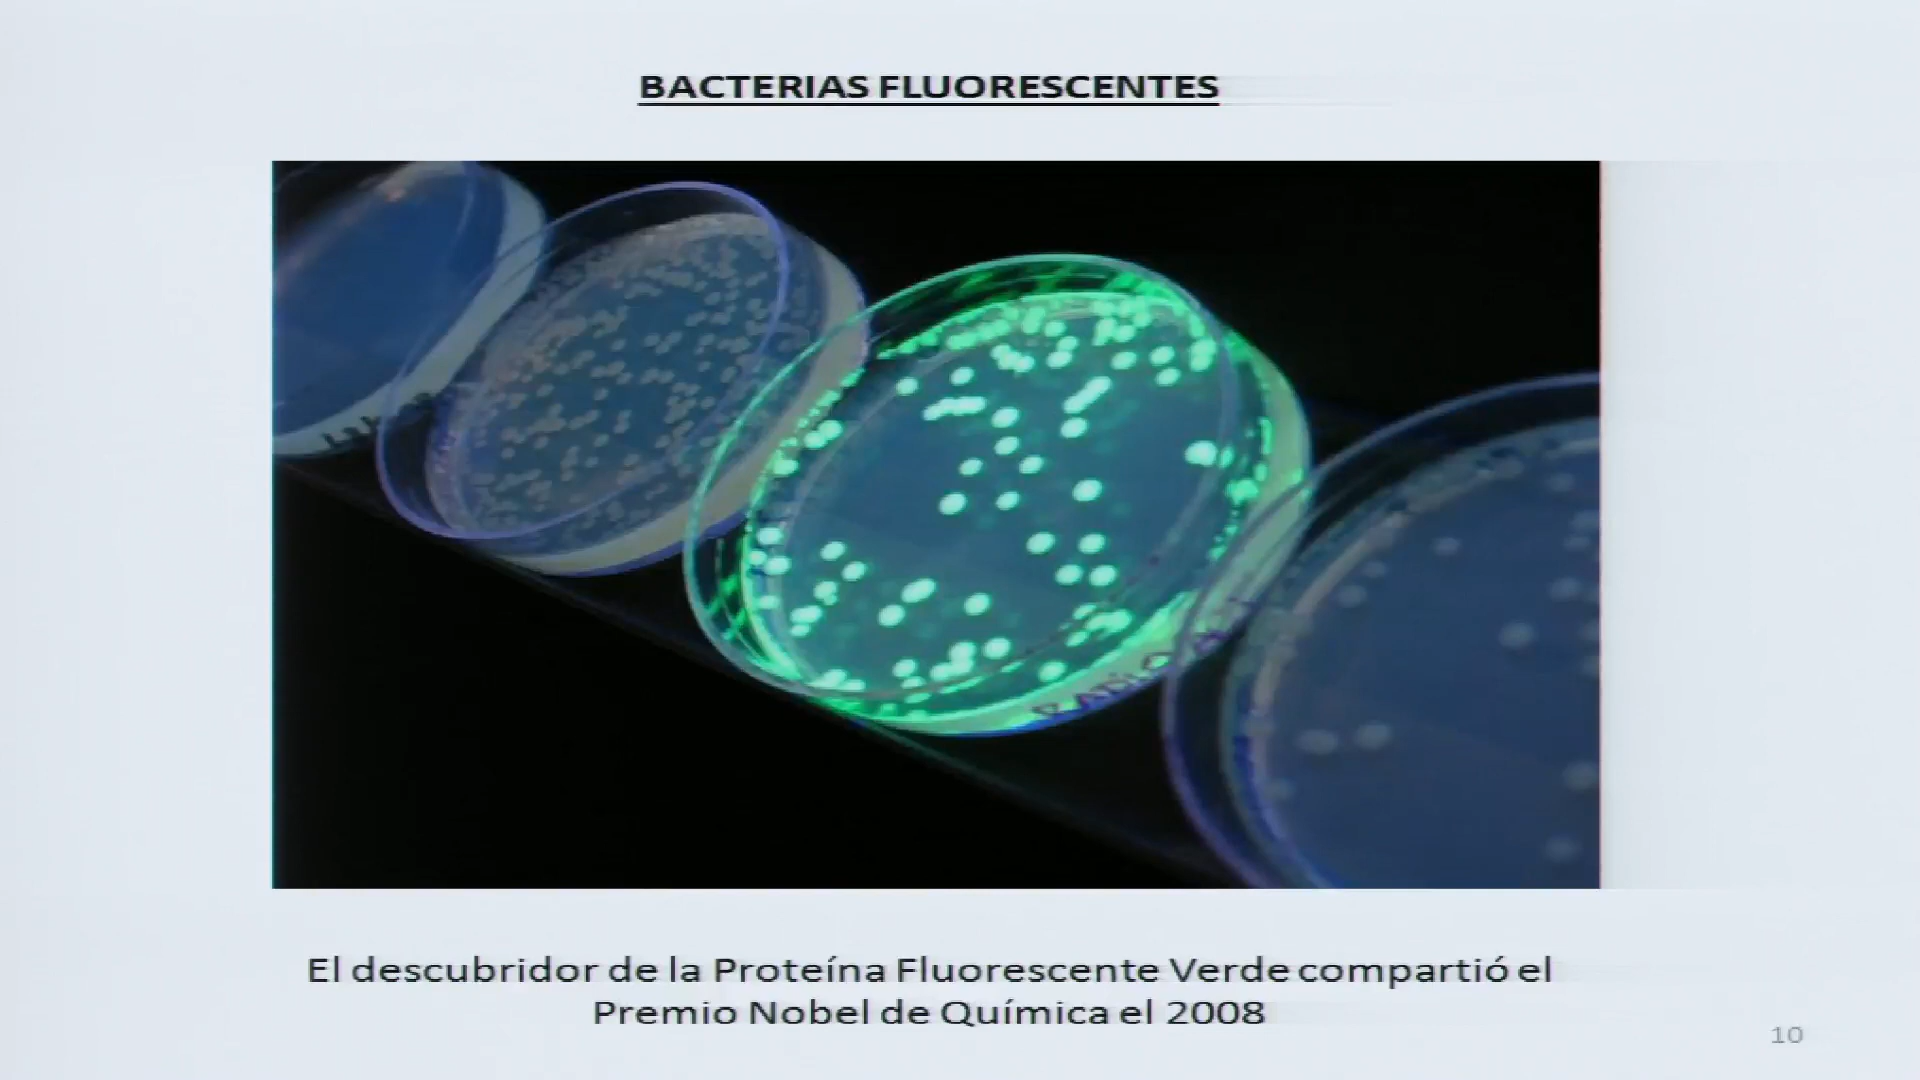 BACTERIAS FLUORESCENTES
El descubridor de la Proteína Fluorescente Verde compartió el
Premio Nobel de Química el 2008
10